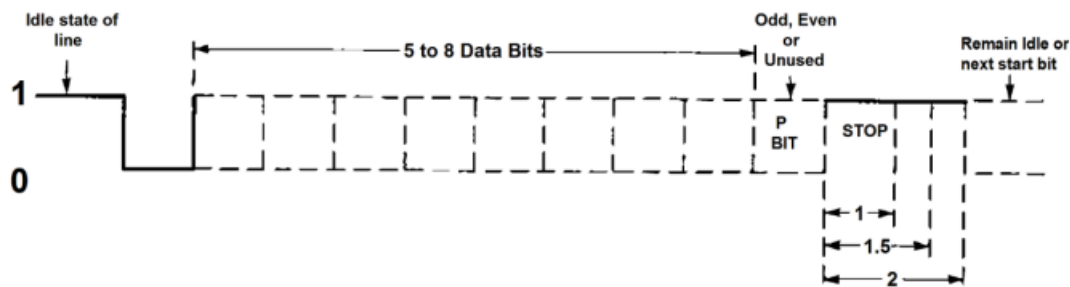 Idle state of
line
5 to 8 Data Bits
Odd, Even
or
Unused
Remain Idle or
next start bit
1
0
P
BIT
STOP
1
1.5
2